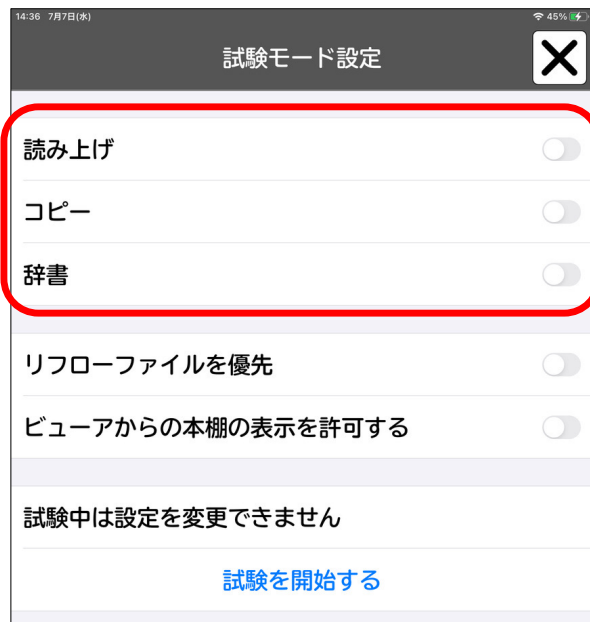 14:36 7月7日(水) 45%
試験モード設定
読み上げ
コピー
辞書
リフローファイルを優先
ビューアからの本棚の表示を許可する
試験中は設定を変更できません
試験を開始する